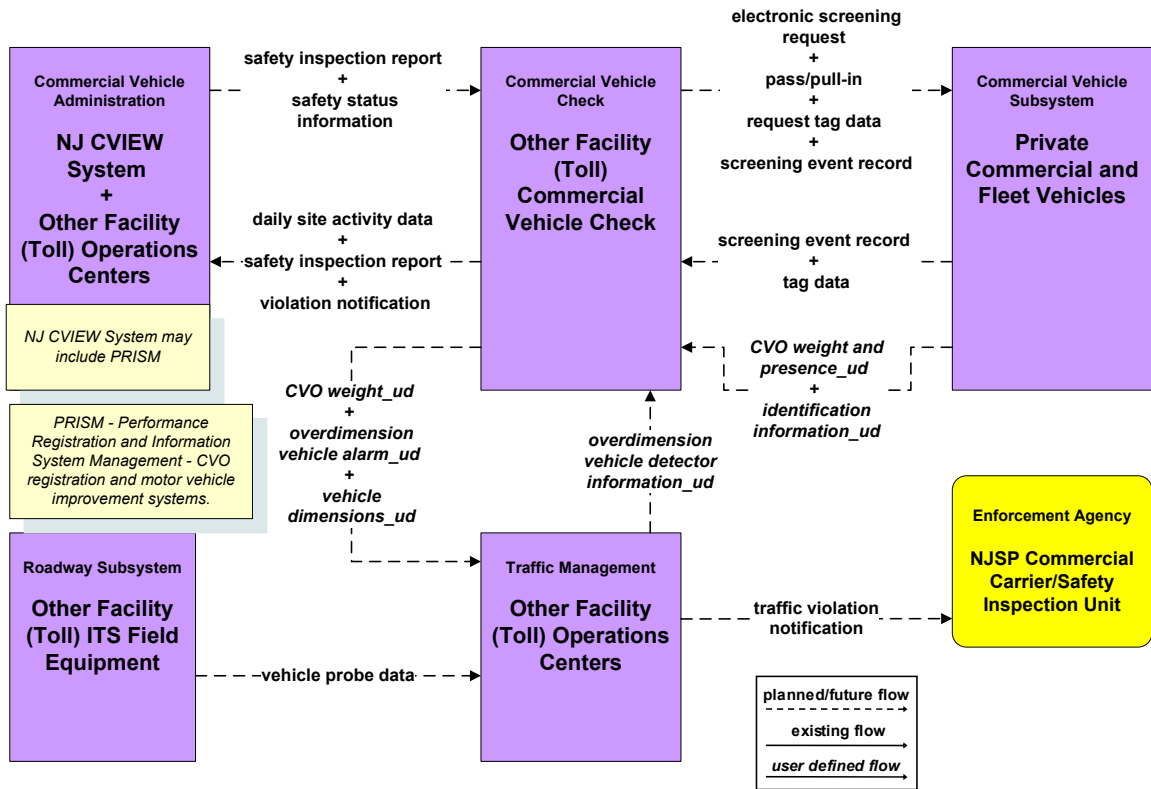 Commercial Vehicle
Administration
NJ CVIEW
System
+
Other Facility
(Toll) Operations
Centers
NJ CVIEW System may
include PRISM
PRISM - Performance
Registration and Information
System Management - CVO
registration and motor vehicle
improvement systems.
safety inspection report
+
safety status
information
daily site activity data
+
safety inspection report
+
violation notification
Commercial Vehicle
Check
Other Facility
(Toll)
Commercial
Vehicle Check
electronic screening
request
+
pass/pull-in
+
request tag data
+
screening event record
screening event record
+
tag data
CVO weight and
presence_ud
+
identification
information_ud
Commercial Vehicle
Subsystem
Private
Commercial and
Fleet Vehicles
CVO weight_ud
+
overdimension
vehicle alarm_ud
+
vehicle
dimensions_ud
overdimension
vehicle detector
information_ud
Roadway Subsystem
Other Facility
(Toll) ITS Field
Equipment
vehicle probe data
Traffic Management
Other Facility
(Toll) Operations
Centers
traffic violation
notification
Enforcement Agency
NJSP Commercial
Carrier/Safety
Inspection Unit
planned/future flow
existing flow
user defined flow